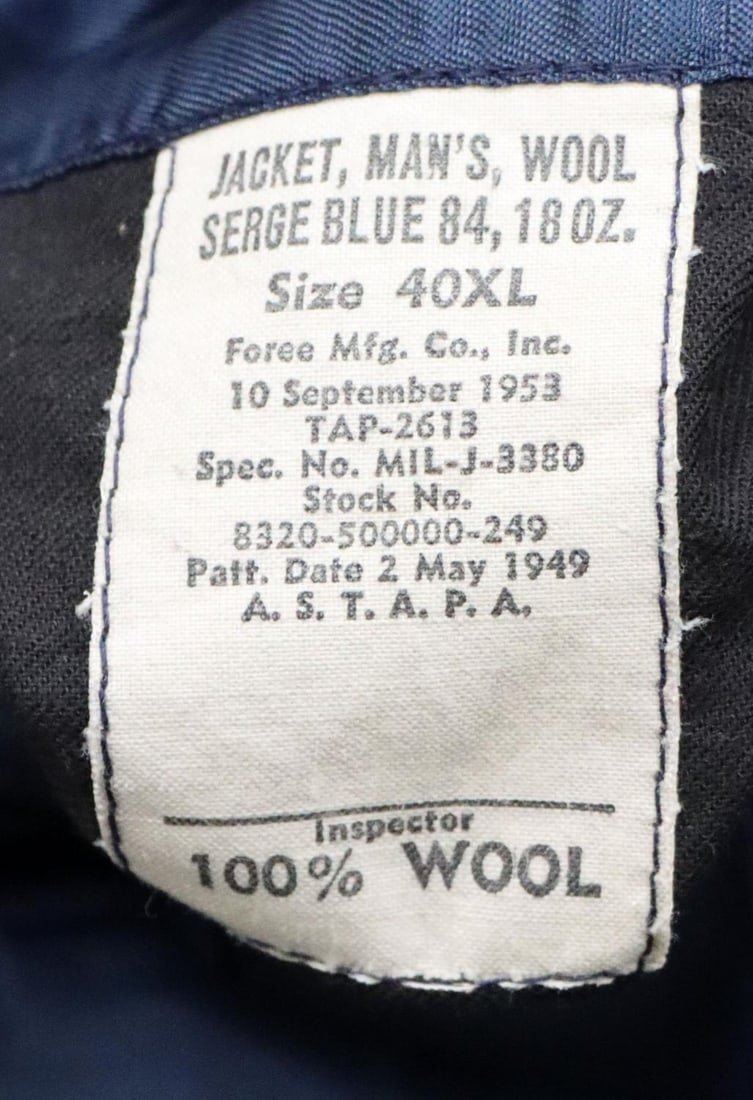 JACKET, MAN'S, WOOL
SERGE BLUE 84, 18 OZ.
Size 40XL
Foree Mfg. Co., Inc.
10 September 1953
TAP-2613
Spec. No. MIL-J-3380
Stock No.
8320-500000-249
Patt. Date 2 May 1949
A. S. T. A. P. A.
Inspector
100% WOOL